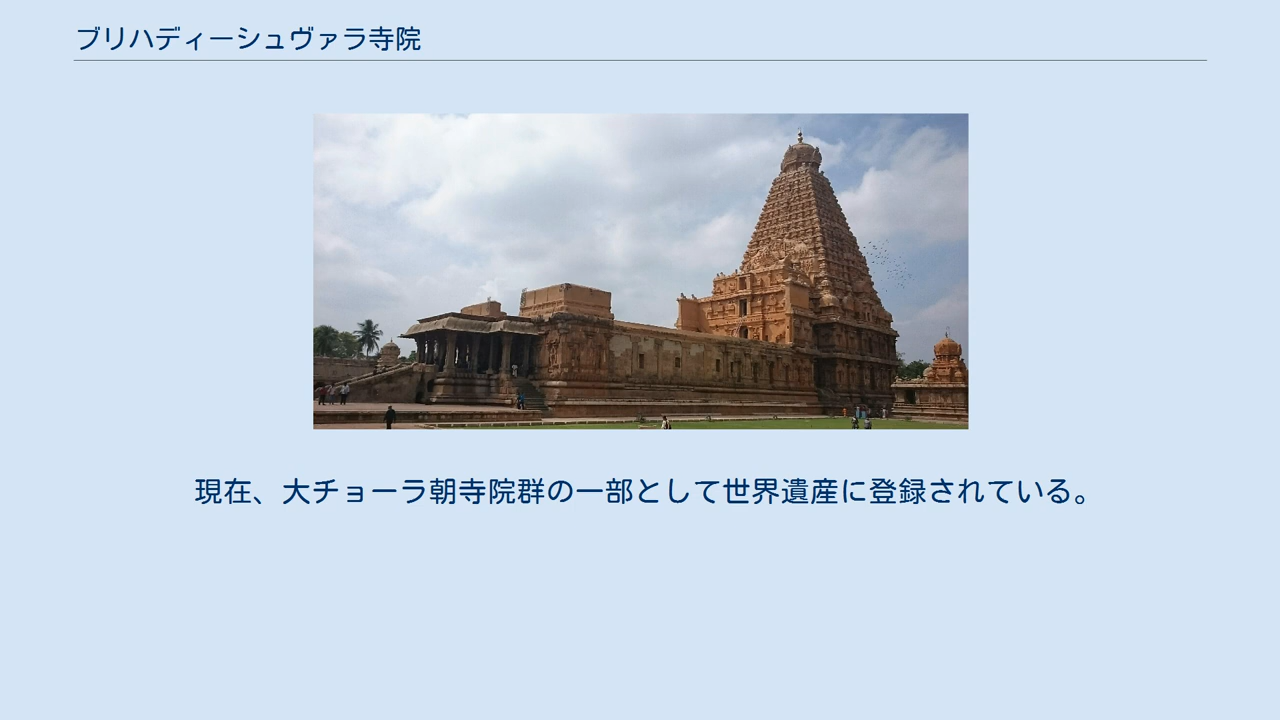 ブリハディーシュヴァラ寺院
現在、大チョーラ朝寺院群の一部として世界遺産に登録されている。